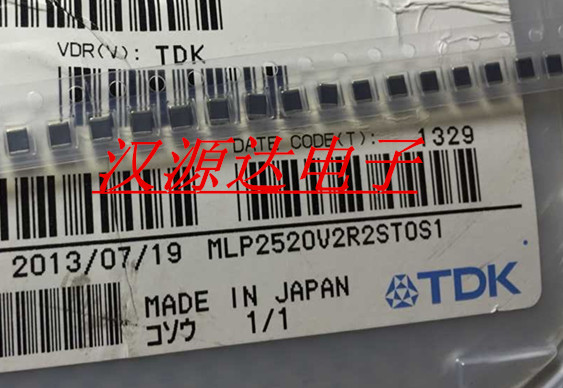 VDR(V): TDK
DATE CODE(T): 1329
汉源达电子
2013/07/19 MLP2520V2R2ST0S1
MADE IN JAPAN
TDK
コソウ 1/1